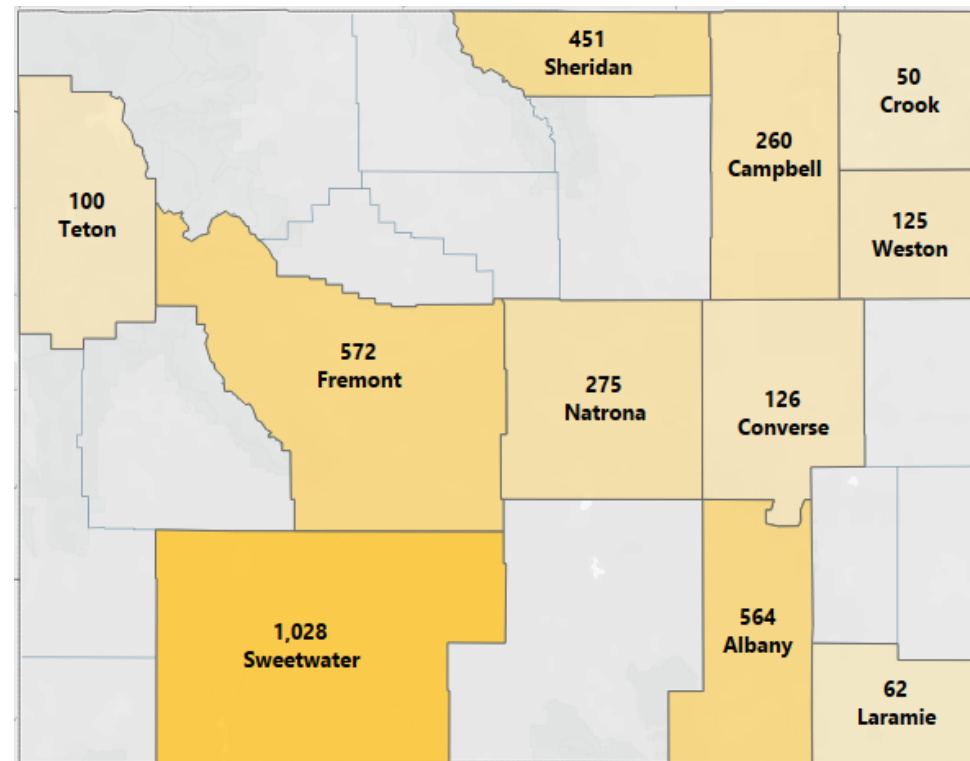 451
Sheridan
50
Crook
260
Campbell
100
Teton
125
Weston
572
Fremont
275
Natrona
126
Converse
1,028
Sweetwater
564
Albany
62
Laramie